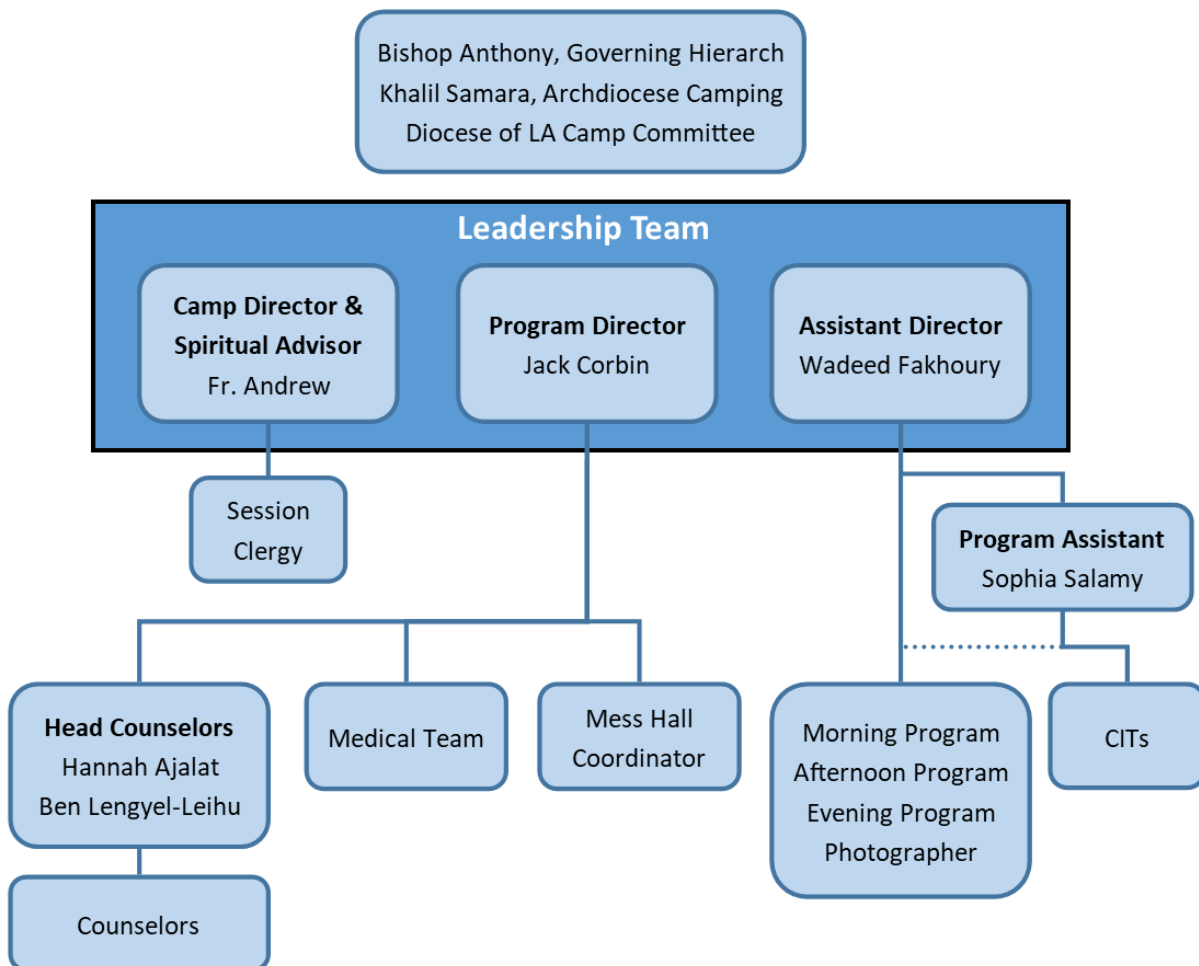 Bishop Anthony, Governing Hierarch
Khalil Samara, Archdiocese Camping
Diocese of LA Camp Committee
Leadership Team
Camp Director &
Spiritual Advisor
Fr. Andrew
Program Director
Jack Corbin
Assistant Director
Wadeed Fakhoury
Session
Clergy
Program Assistant
Sophia Salamy
Head Counselors
Hannah Ajalat
Ben Lengyel-Leihu
Medical Team
Mess Hall
Coordinator
Morning Program
Afternoon Program
Evening Program
Photographer
CITs
Counselors